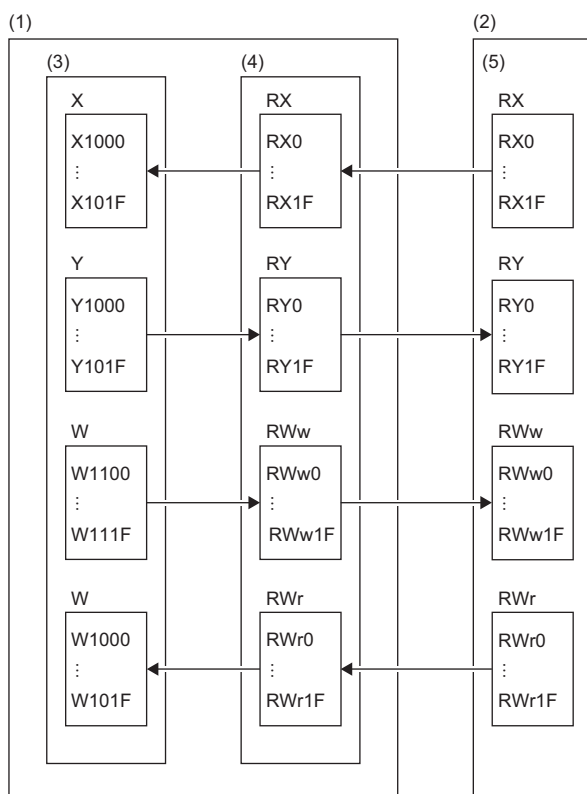 (1) (2)
(3) (4) (5)
X RX RX
X1000 RX0 RX0
⋮ ⋮ ⋮
X101F RX1F RX1F
Y RY RY
Y1000 RY0 RY0
⋮ ⋮ ⋮
Y101F RY1F RY1F
W RWw RWw
W1100 RWw0 RWw0
⋮ ⋮ ⋮
W111F RWw1F RWw1F
W RWr RWr
W1000 RWr0 RWr0
⋮ ⋮ ⋮
W101F RWr1F RWr1F